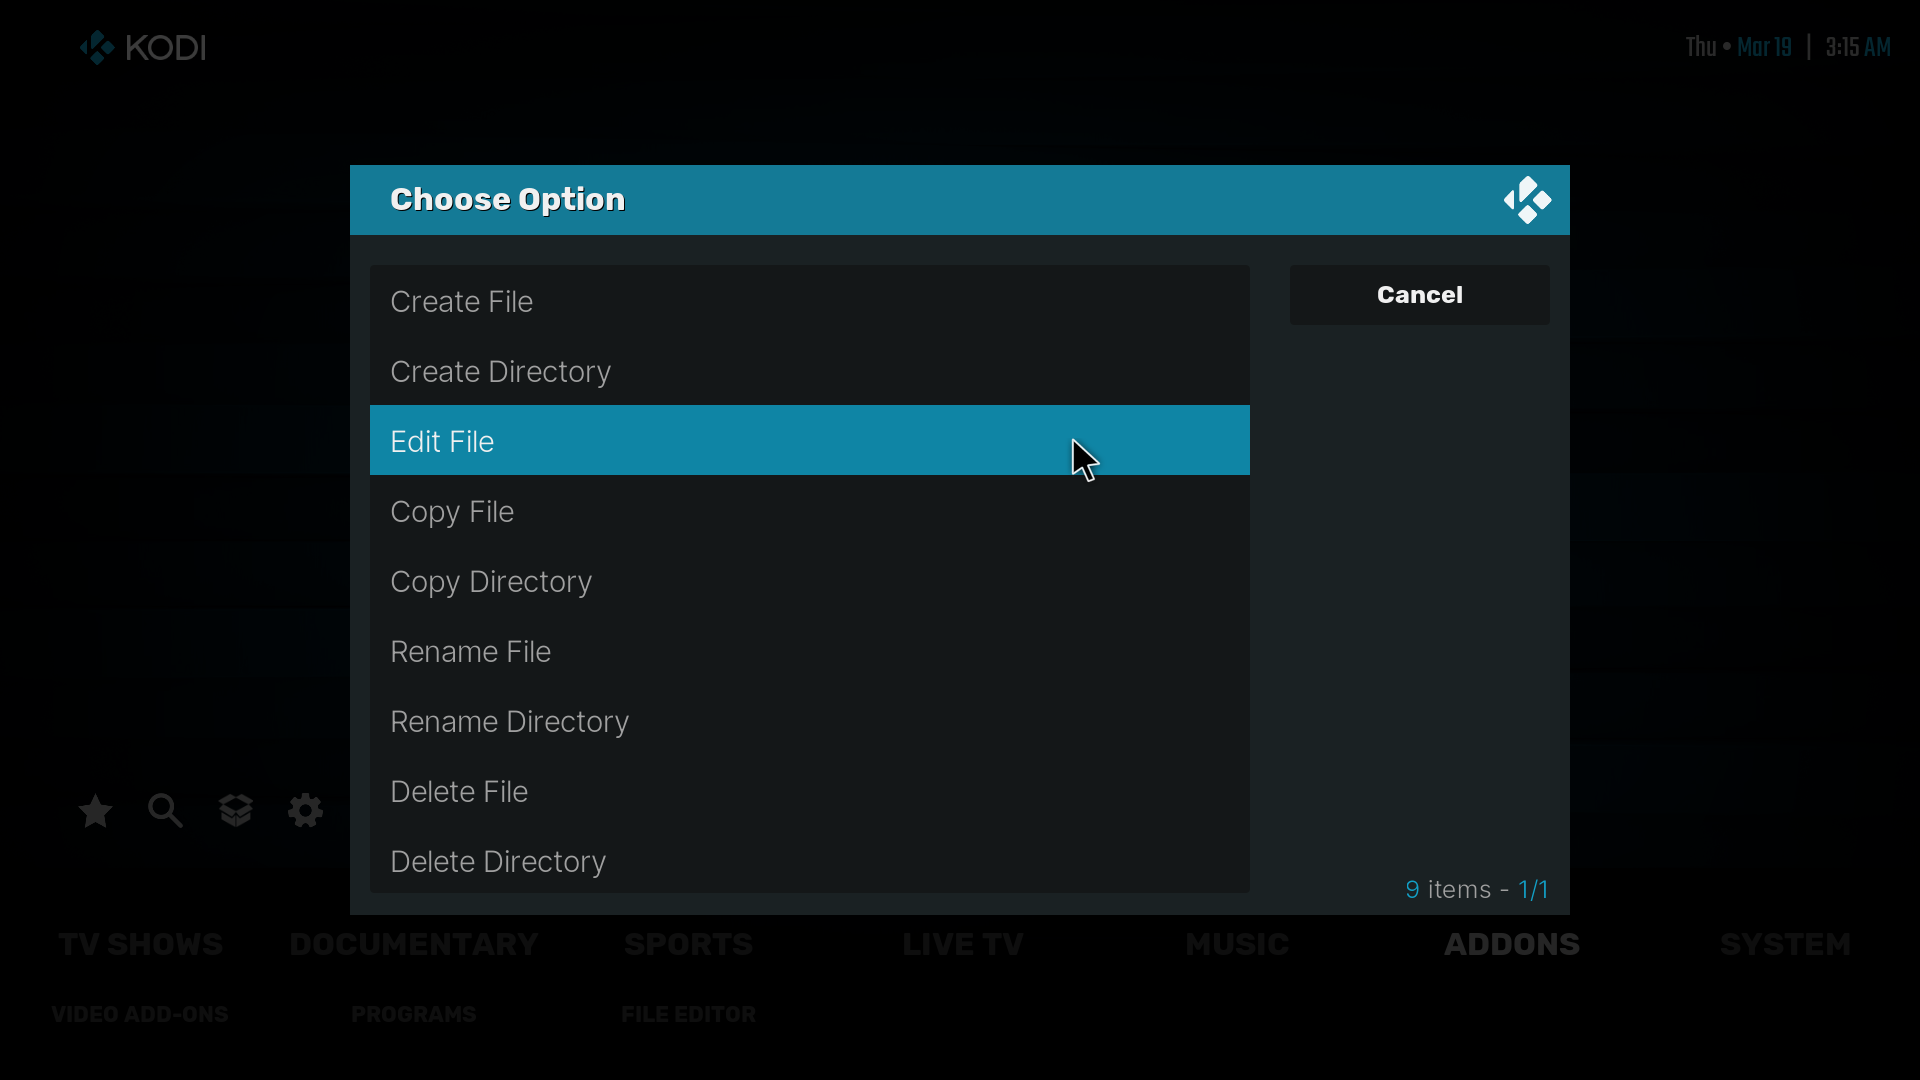 KODI
Thu • Mar 19 | 3:15 AM
Choose Option
Create File
Cancel
Create Directory
Edit File
Copy File
Copy Directory
Rename File
Rename Directory
Delete File
Delete Directory
9 items - 1/1
TV SHOWS DOCUMENTARY SPORTS LIVE TV MUSIC ADDONS SYSTEM
VIDEO ADD-ONS PROGRAMS FILE EDITOR